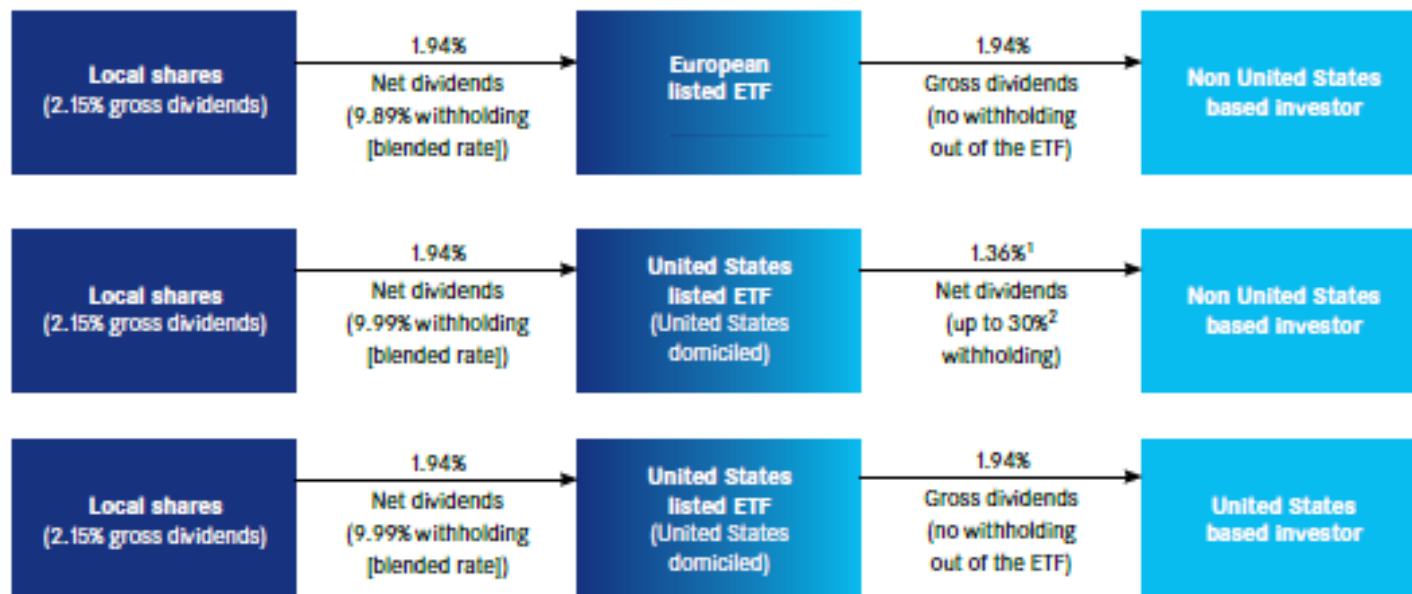 Local shares
(2.15% gross dividends)
1.94%
Net dividends
(9.89% withholding
[blended rate])
European
listed ETF
1.94%
Gross dividends
(no withholding
out of the ETF)
Non United States
based investor
Local shares
(2.15% gross dividends)
1.94%
Net dividends
(9.99% withholding
[blended rate])
United States
listed ETF
(United States
domiciled)
1.36%¹
Net dividends
(up to 30%²
withholding)
Non United States
based investor
Local shares
(2.15% gross dividends)
1.94%
Net dividends
(9.99% withholding
[blended rate])
United States
listed ETF
(United States
domiciled)
1.94%
Gross dividends
(no withholding
out of the ETF)
United States
based investor